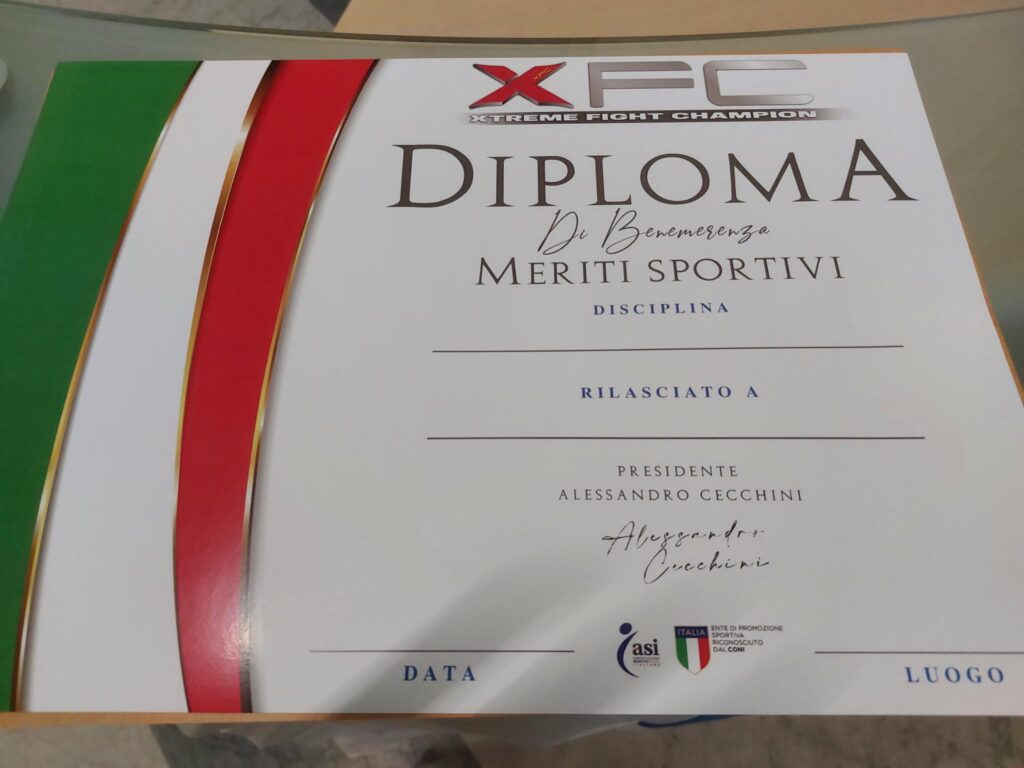 XFC
XTREME FIGHT CHAMPION
DIPLOMA
Di Benemerenza
MERITI SPORTIVI
DISCIPLINA
RILASCIATO A
PRESIDENTE
ALESSANDRO CECCHINI
Alessandro
Cecchini
asi
ITALIANE
ITALIA
ENTE DI PROMOZIONE
SPORTIVA
RICONOSCIUTO
DAL CONI
DATA
LUOGO